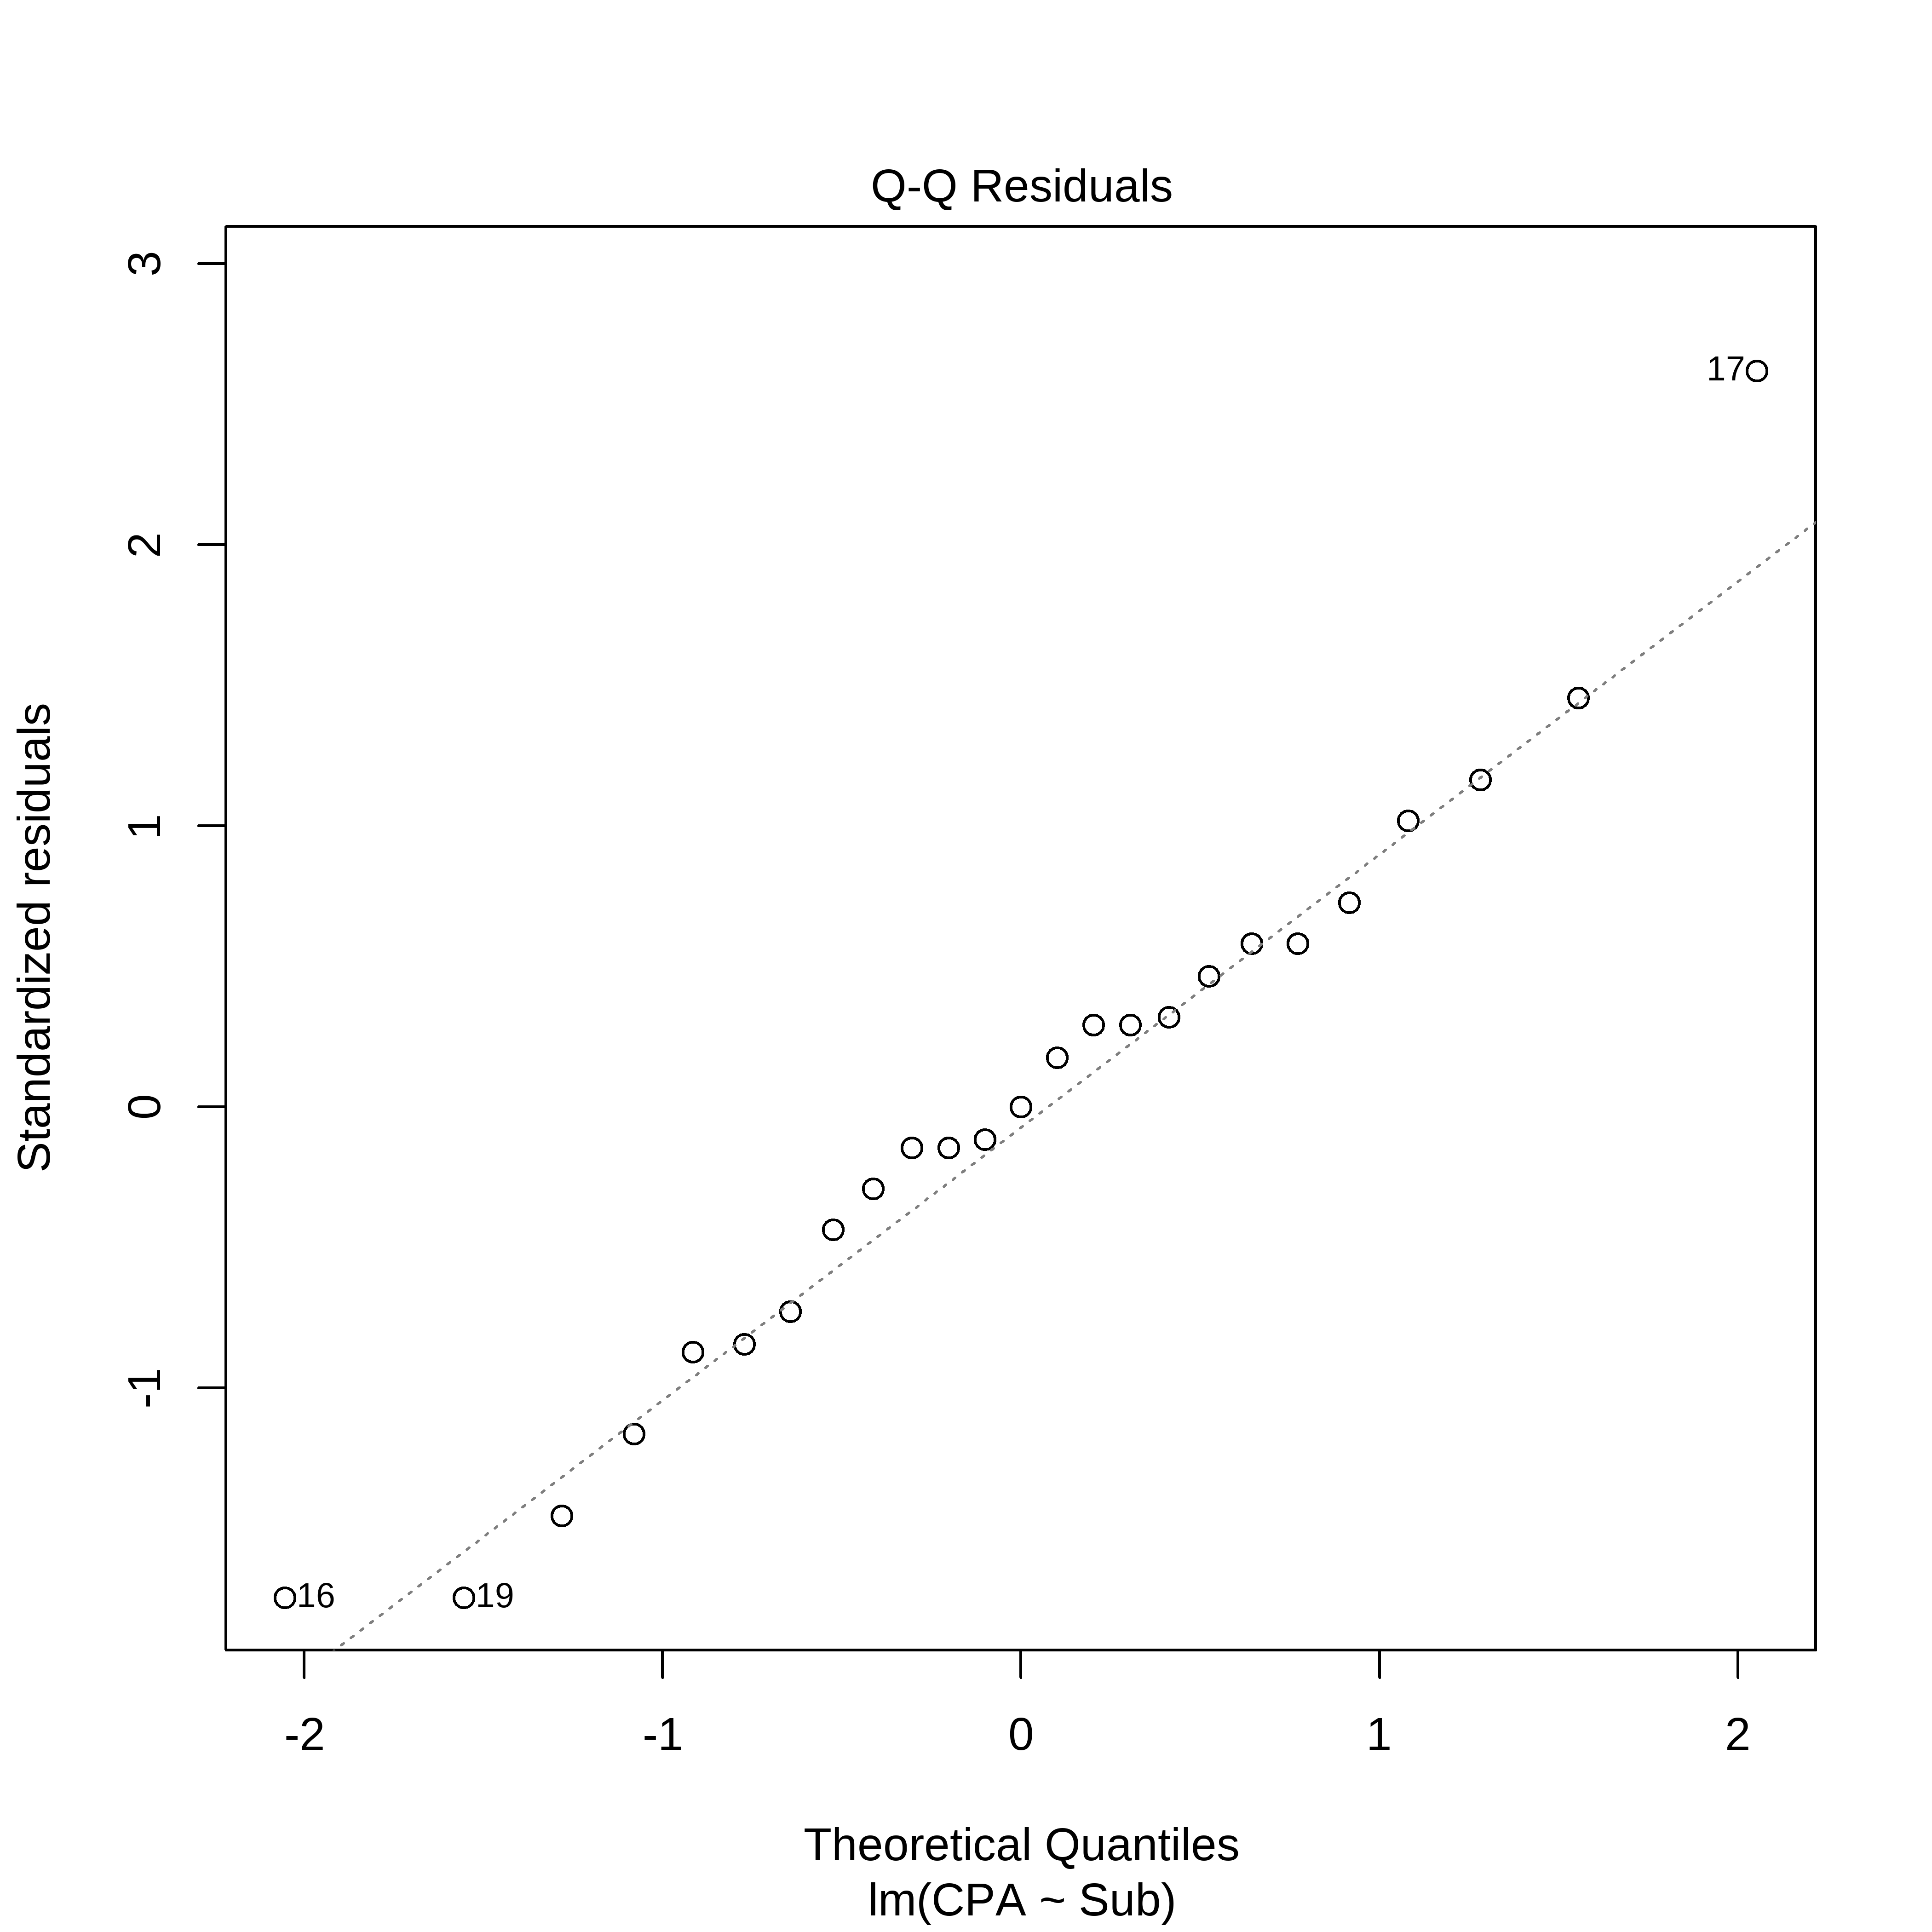 Q-Q Residuals
3
2
1
0
-1
Standardized residuals
17
16
19
-2 -1 0 1 2
Theoretical Quantiles
lm(CPA ~ Sub)